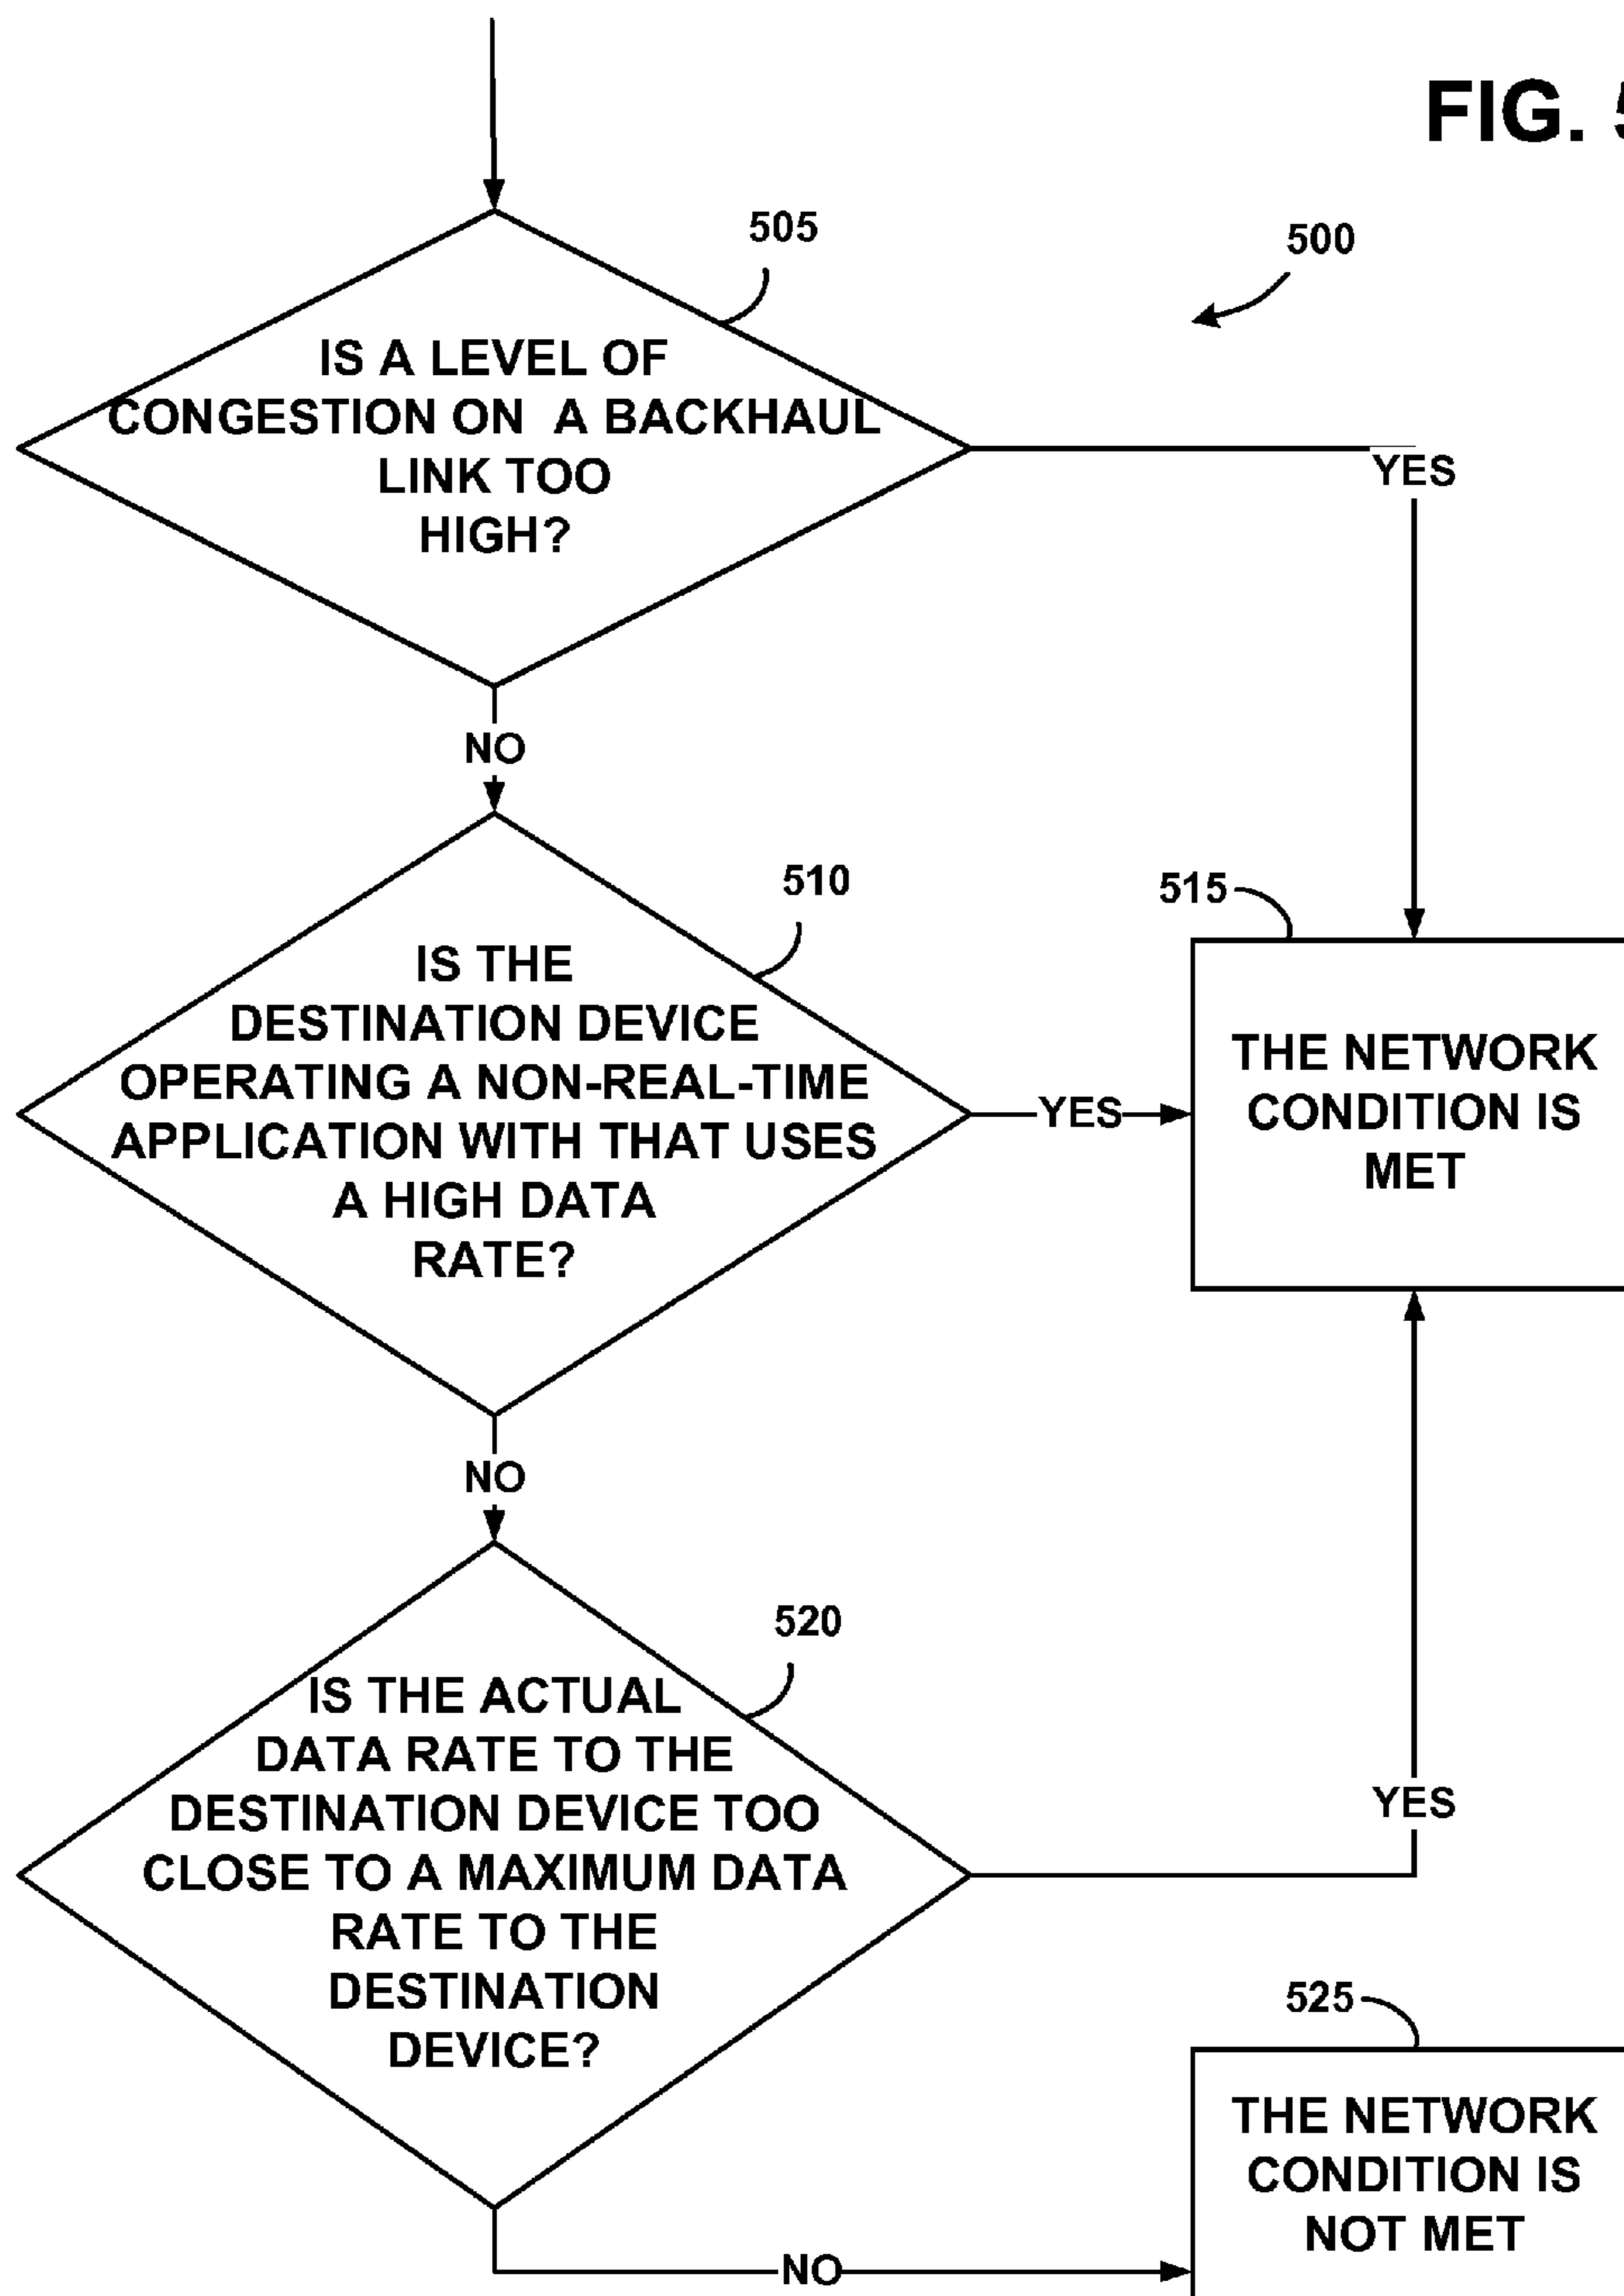 FIG. 5
505
500
IS A LEVEL OF
CONGESTION ON A BACKHAUL
LINK TOO
HIGH?
YES
NO
510
515
IS THE
DESTINATION DEVICE
OPERATING A NON-REAL-TIME
APPLICATION WITH THAT USES
A HIGH DATA
RATE?
YES
THE NETWORK
CONDITION IS
MET
NO
520
IS THE ACTUAL
DATA RATE TO THE
DESTINATION DEVICE TOO
CLOSE TO A MAXIMUM DATA
RATE TO THE
DESTINATION
DEVICE?
YES
525
THE NETWORK
CONDITION IS
NOT MET
NO